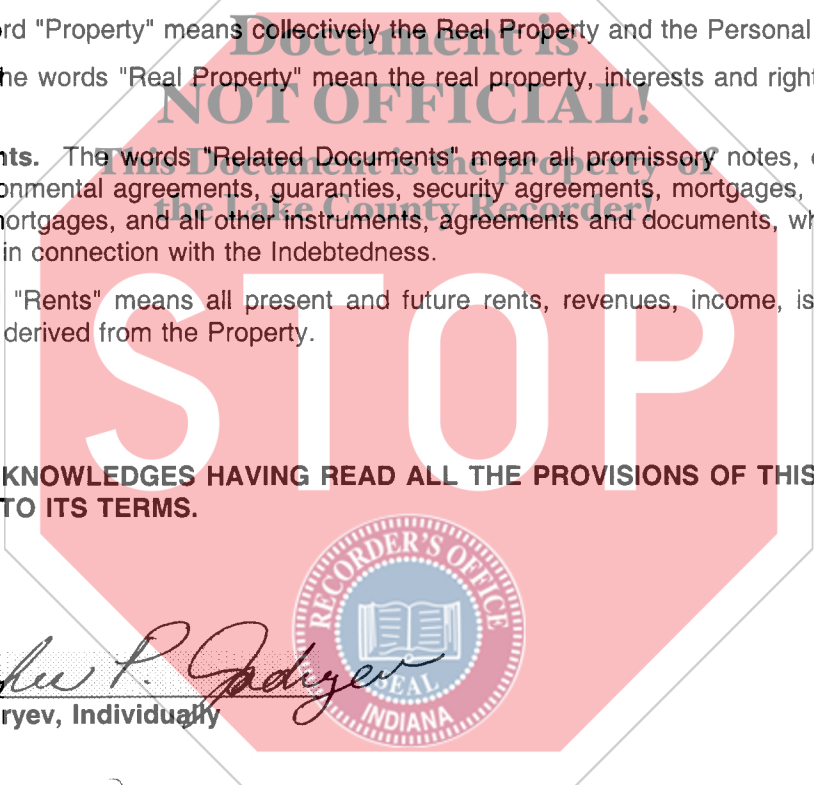 Document is
ord "Property" means collectively the Real Property and the Personal
he words "Real Property" mean the real property, interests and right
NOT OFFICIAL!
nts. The words "Related Documents" mean all promissory notes,
This Document is the property of
onmental agreements, guaranties, security agreements, mortgages,
the Lake County Recorder!
mortgages, and all other instruments, agreements and documents, wh
in connection with the Indebtedness.
"Rents" means all present and future rents, revenues, income, is
derived from the Property.
STOP
KNOWLEDGES HAVING READ ALL THE PROVISIONS OF THIS
TO ITS TERMS.
RECORDER'S OFFICE
SEAL
INDIANA
P. Gadryev
ryev, Individually